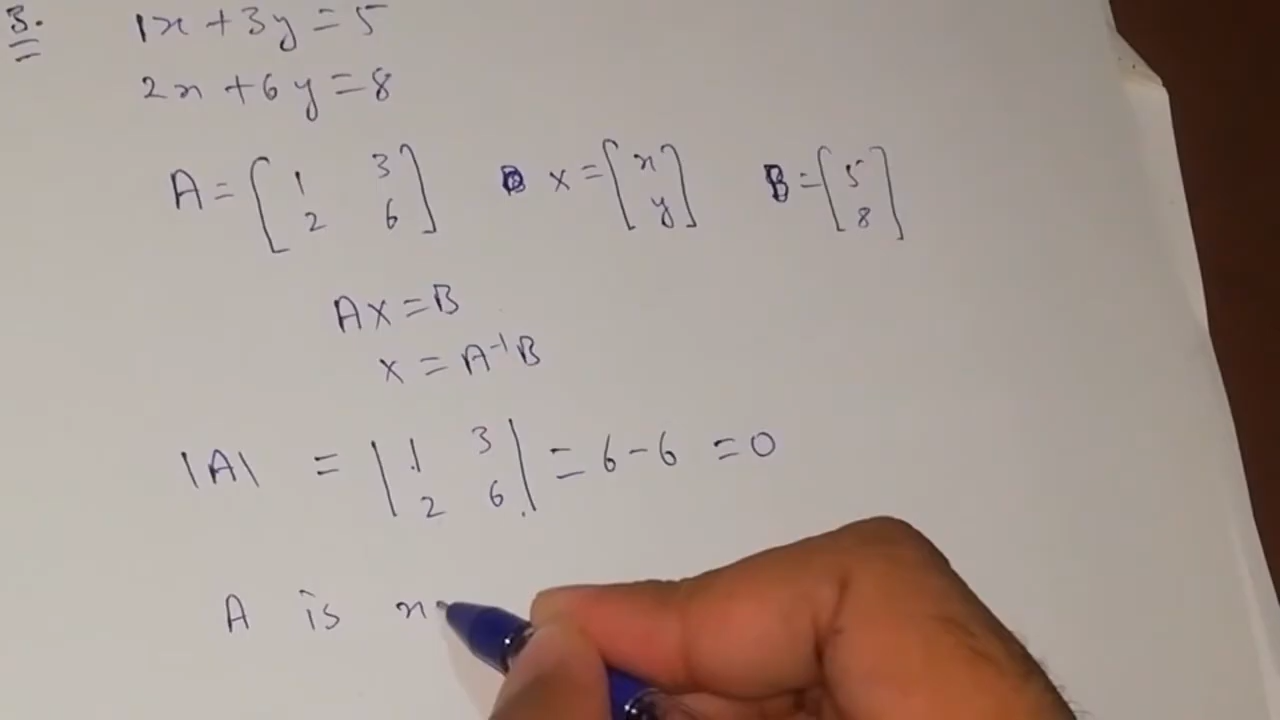 3. 1x + 3y = 5
2x + 6y = 8
A = [1 3; 2 6] X = [x; y] B = [5; 8]
AX = B
X = A⁻¹B
|A| = |1 3; 2 6| = 6 - 6 = 0
A is